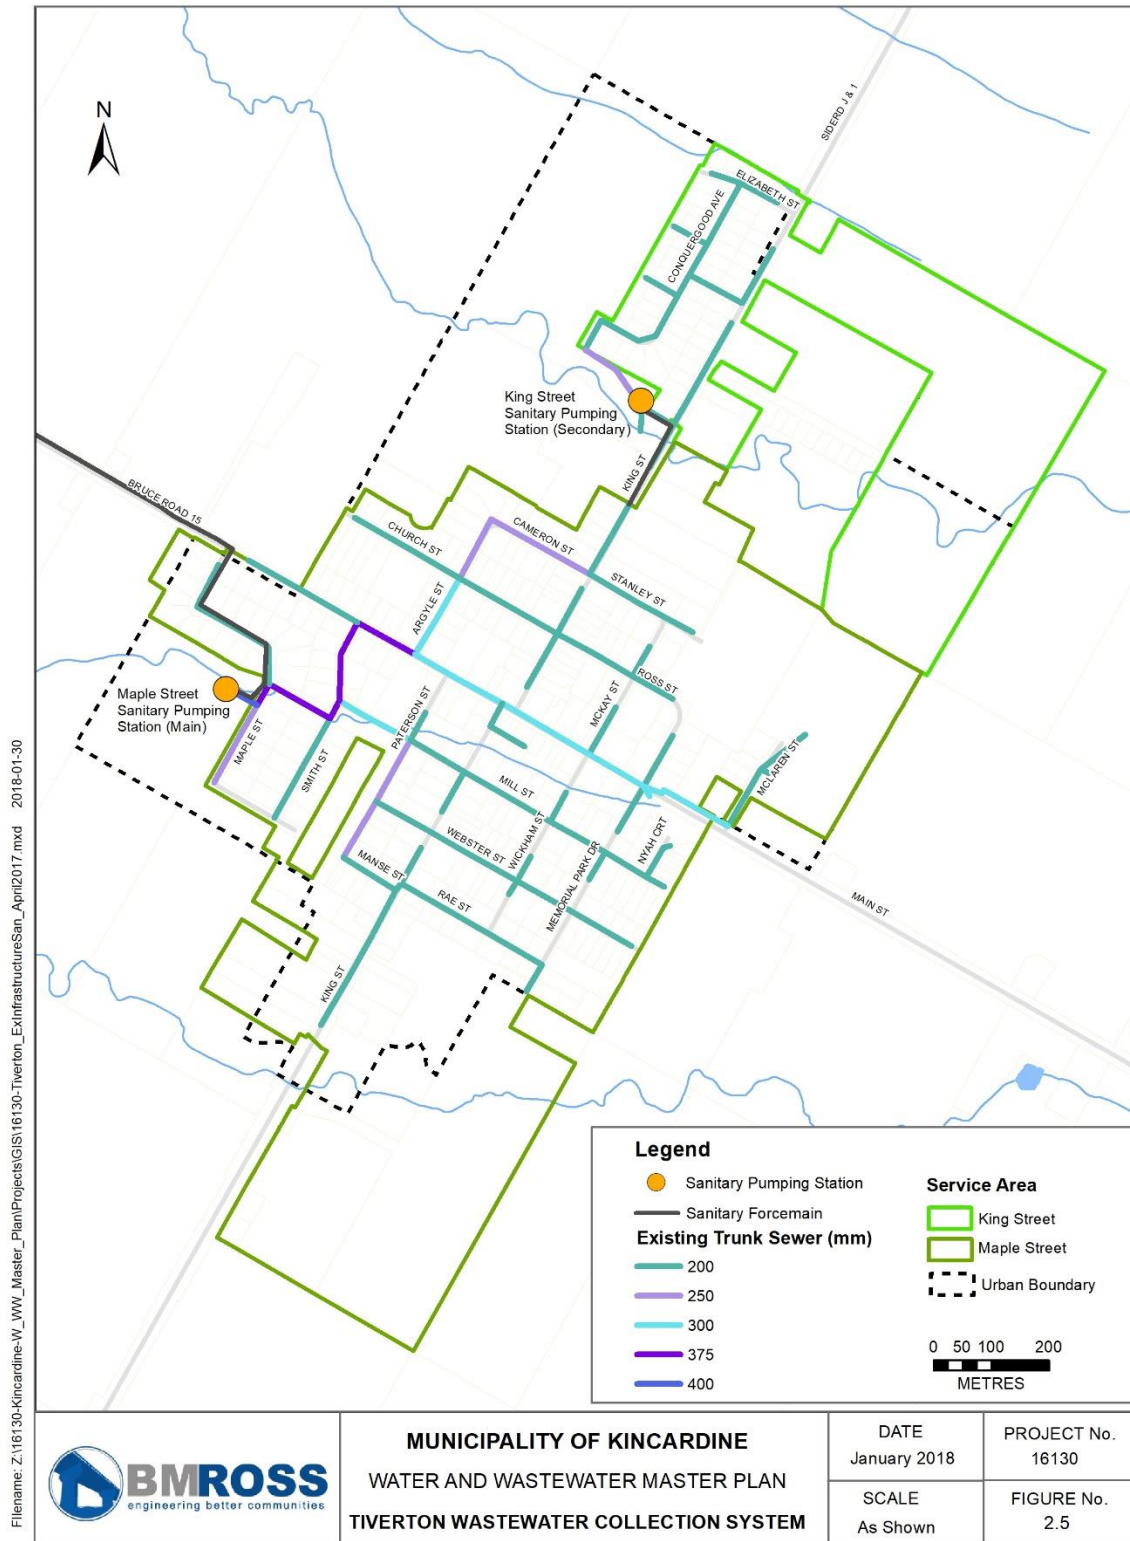 N
SIDERD J & 1
ELIZABETH ST
CONQUERGOOD AVE
King Street
Sanitary Pumping
Station (Secondary)
KING ST
BRUCE ROAD 15
CHURCH ST
CAMERON ST
ARGYLE ST
STANLEY ST
ROSS ST
MCKAY ST
PATERSON ST
Maple Street
Sanitary Pumping
Station (Main)
MAPLE ST
SMITH ST
MILL ST
MCLAREN ST
WEBSTER ST
WICKHAM ST
NYAH CRT
MANSE ST
RAE ST
MEMORIAL PARK DR
MAIN ST
KING ST
Legend
Sanitary Pumping Station
Sanitary Forcemain
Existing Trunk Sewer (mm)
200
250
300
375
400
Service Area
King Street
Maple Street
Urban Boundary
0 50 100 200
METRES
Filename: Z:\16130-Kincardine-W_WW_Master_Plan\Projects\GIS\16130-Tiverton_ExInfrastructureSan_April2017.mxd 2018-01-30
BMROSS
engineering better communities
MUNICIPALITY OF KINCARDINE
WATER AND WASTEWATER MASTER PLAN
TIVERTON WASTEWATER COLLECTION SYSTEM
DATE
January 2018
PROJECT No.
16130
SCALE
As Shown
FIGURE No.
2.5